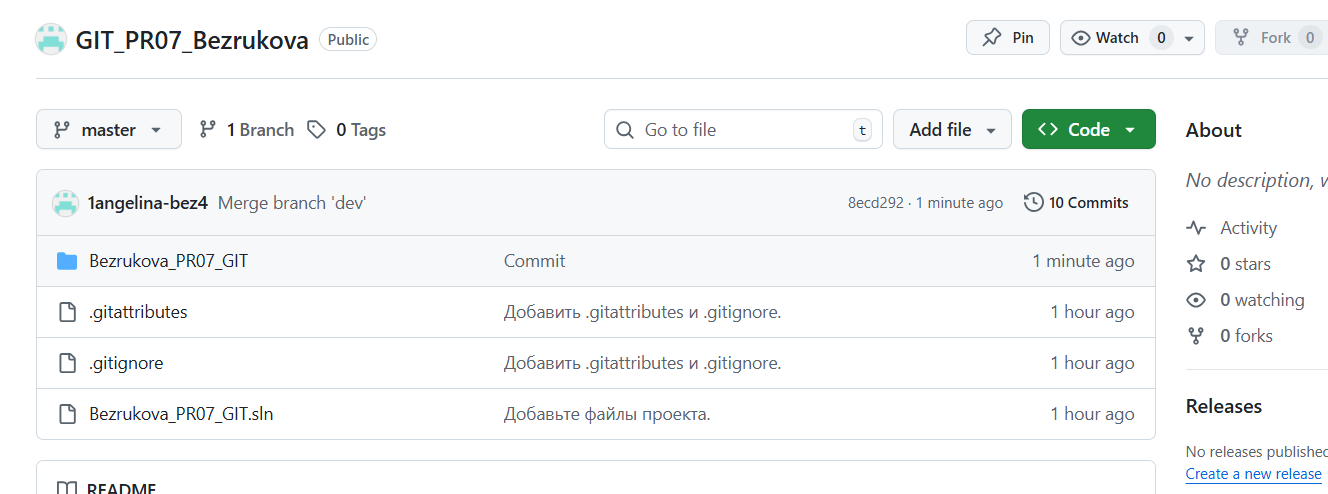 GIT_PR07_Bezrukova Public Pin Watch 0 Fork 0
master 1 Branch 0 Tags Go to file t Add file Code
1angelina-bez4 Merge branch 'dev' 8ecd292 · 1 minute ago 10 Commits
Bezrukova_PR07_GIT Commit 1 minute ago
.gitattributes Добавить .gitattributes и .gitignore. 1 hour ago
.gitignore Добавить .gitattributes и .gitignore. 1 hour ago
Bezrukova_PR07_GIT.sln Добавьте файлы проекта. 1 hour ago
README
About
No description,
Activity
0 stars
0 watching
0 forks
Releases
No releases published
Create a new release